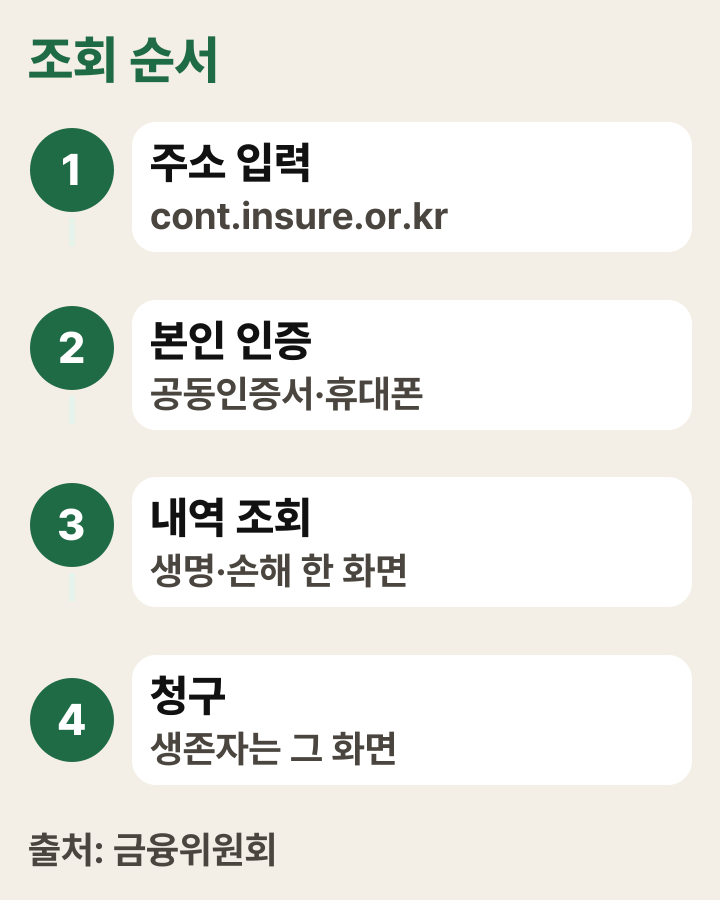 조회 순서
1
주소 입력
cont.insure.or.kr
2
본인 인증
공동인증서·휴대폰
3
내역 조회
생명·손해 한 화면
4
청구
생존자는 그 화면
출처: 금융위원회